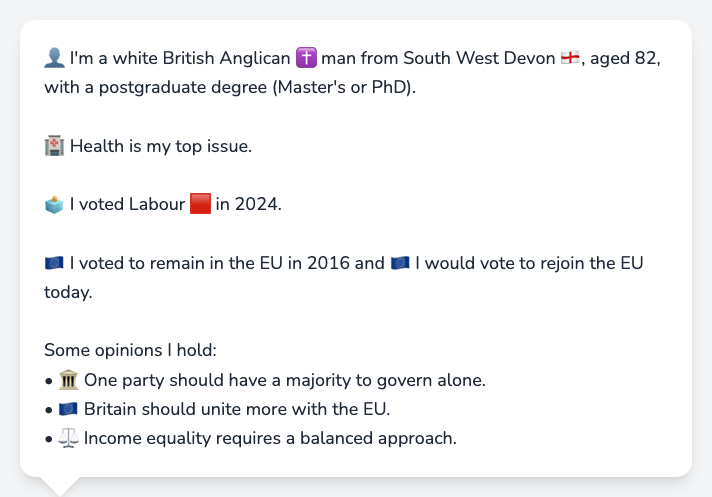 👤 I'm a white British Anglican ✝️ man from South West Devon 🏴󠁧󠁢󠁥󠁮󠁧󠁿, aged 82,
with a postgraduate degree (Master's or PhD).
🏥 Health is my top issue.
🗳️ I voted Labour 🟥 in 2024.
🇪🇺 I voted to remain in the EU in 2016 and 🇪🇺 I would vote to rejoin the EU
today.
Some opinions I hold:
• 🏛️ One party should have a majority to govern alone.
• 🇪🇺 Britain should unite more with the EU.
• ⚖️ Income equality requires a balanced approach.